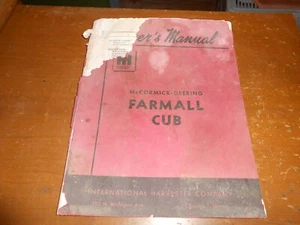 er's Manual
McCORMICK-DEERING
FARMALL
CUB
INTERNATIONAL HARVESTER COMPANY